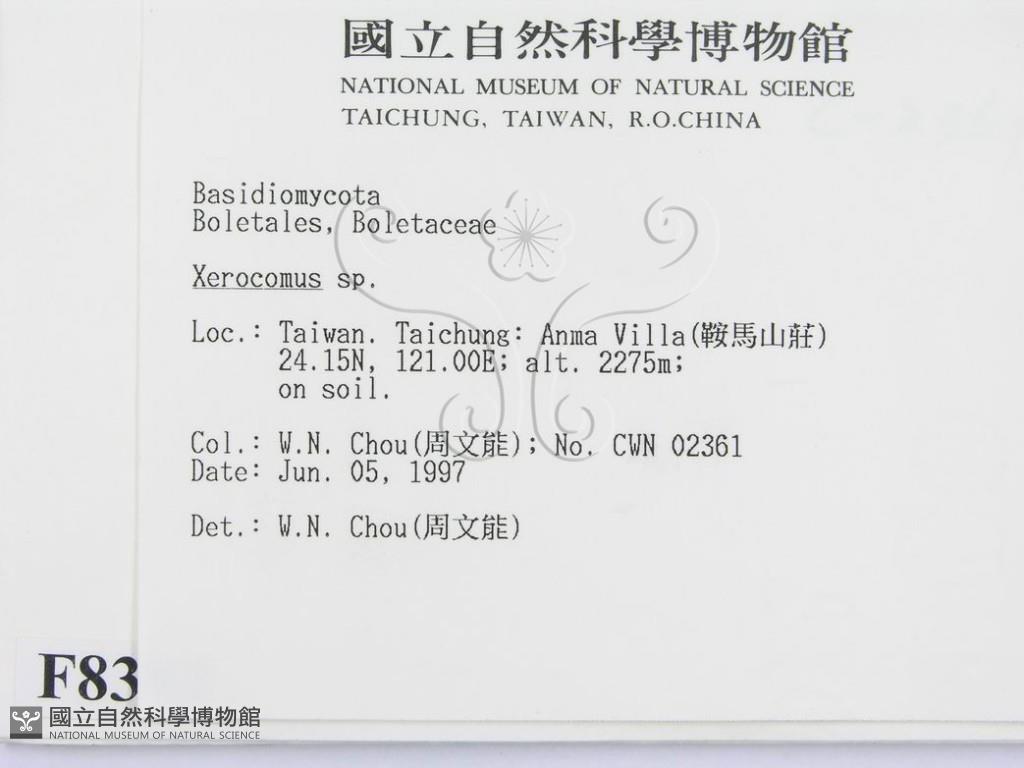 國立自然科學博物館
NATIONAL MUSEUM OF NATURAL SCIENCE
TAICHUNG, TAIWAN, R.O.CHINA
Basidiomycota
Boletales, Boletaceae
Xerocomus sp.
Loc.: Taiwan. Taichung: Anma Villa(鞍馬山莊)
24.15N, 121.00E; alt. 2275m;
on soil.
Col.: W.N. Chou(周文能); No. CWN 02361
Date: Jun. 05, 1997
Det.: W.N. Chou(周文能)
F83
國立自然科學博物館
NATIONAL MUSEUM OF NATURAL SCIENCE